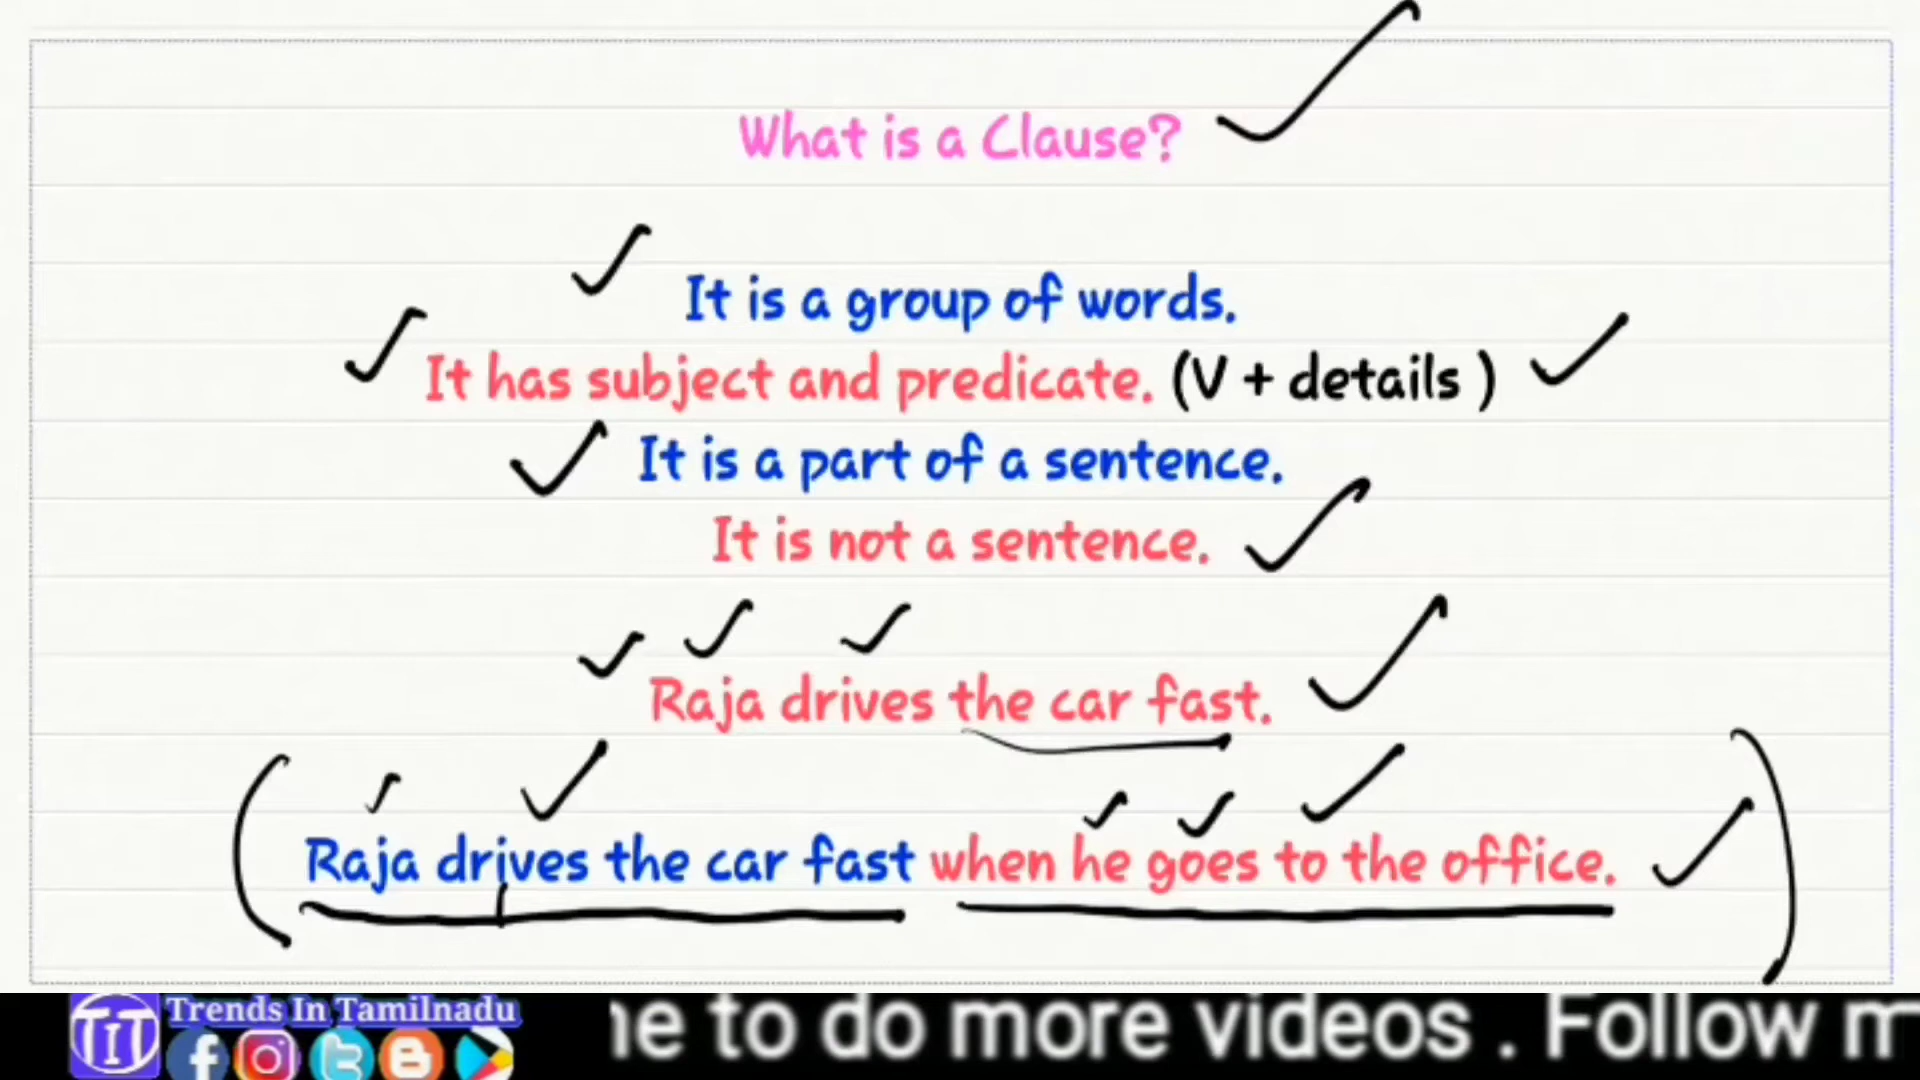 What is a Clause?
It is a group of words.
It has subject and predicate. (V + details )
It is a part of a sentence.
It is not a sentence.
Raja drives the car fast.
Raja drives the car fast when he goes to the office.
Trends In Tamilnadu
TIT
to do more videos . Follow